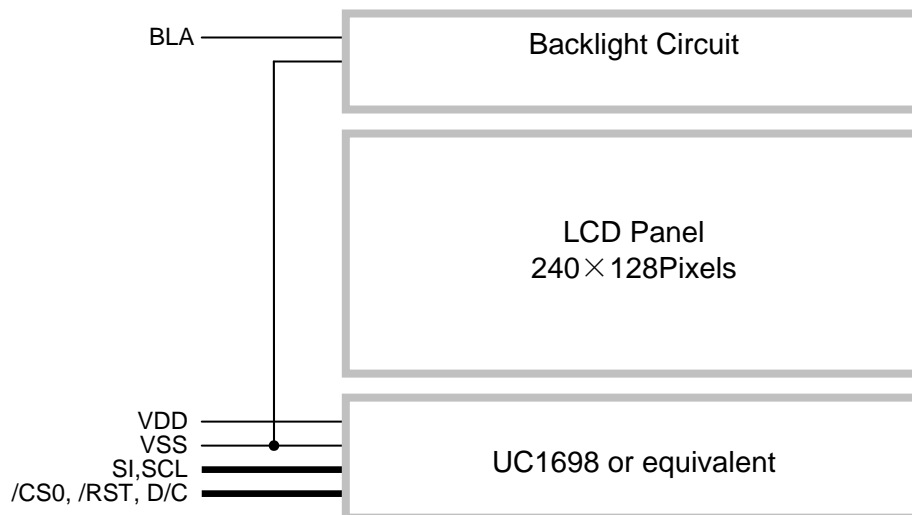 BLA
Backlight Circuit
LCD Panel
240×128Pixels
VDD
VSS
SI,SCL
/CS0, /RST, D/C
UC1698 or equivalent